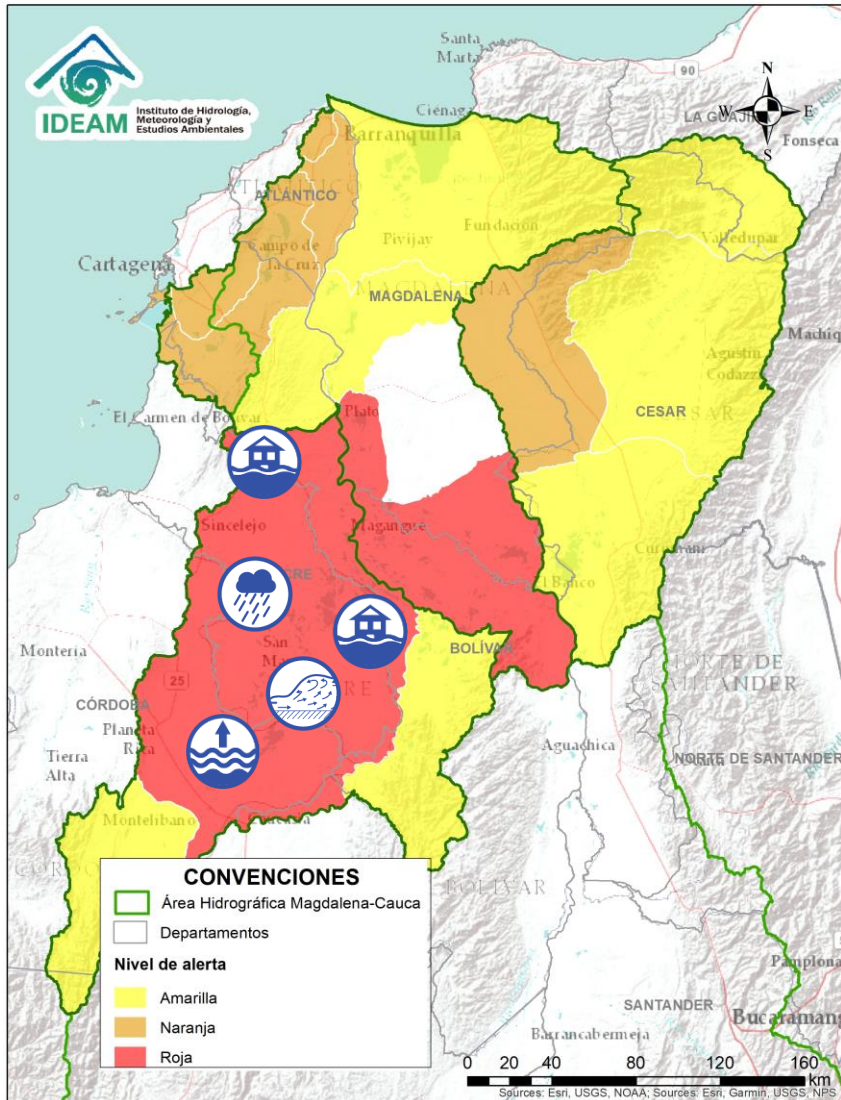 Santa
Marta
90
N
W
E
S
IDEAM
Instituto de Hidrología,
Meteorología y
Estudios Ambientales
Ciénaga
LA GUAJIRA
Fonseca
Barranquilla
ATLÁNTICO
Fundación
Valledupar
Pivijay
Campo de
la Cruz
Cartagena
MAGDALENA
Agustín
Codazzi
El Carmen de Bolívar
Plato
CESAR
Sincelejo
Magangue
El Banco
BOLÍVAR
Montería
25
CÓRDOBA
NORTE DE
SANTANDER
Planeta
Rica
Tierra
Alta
Aguachica
NORTE DE SANTANDER
Montelíbano
BOLÍVAR
CONVENCIONES
Área Hidrográfica Magdalena-Cauca
Departamentos
Nivel de alerta
Amarilla
Naranja
Roja
Pamplona
SANTANDER
Barrancabermeja
0 20 40 80 120 160
Km
Sources: Esri, USGS, NOAA; Sources: Esri, Garmin, USGS, NPS